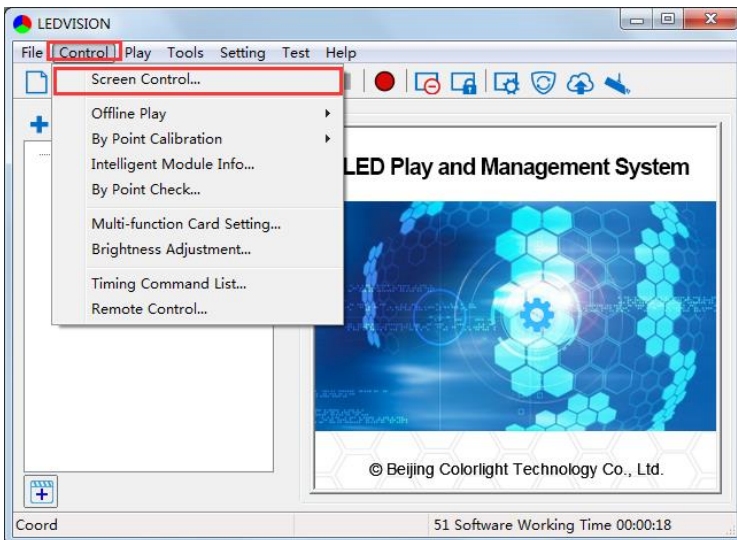 LEDVISION
File Control Play Tools Setting Test Help
Screen Control...
Offline Play
By Point Calibration
Intelligent Module Info...
By Point Check...
Multi-function Card Setting...
Brightness Adjustment...
Timing Command List...
Remote Control...
LED Play and Management System
© Beijing Colorlight Technology Co., Ltd.
Coord 51 Software Working Time 00:00:18